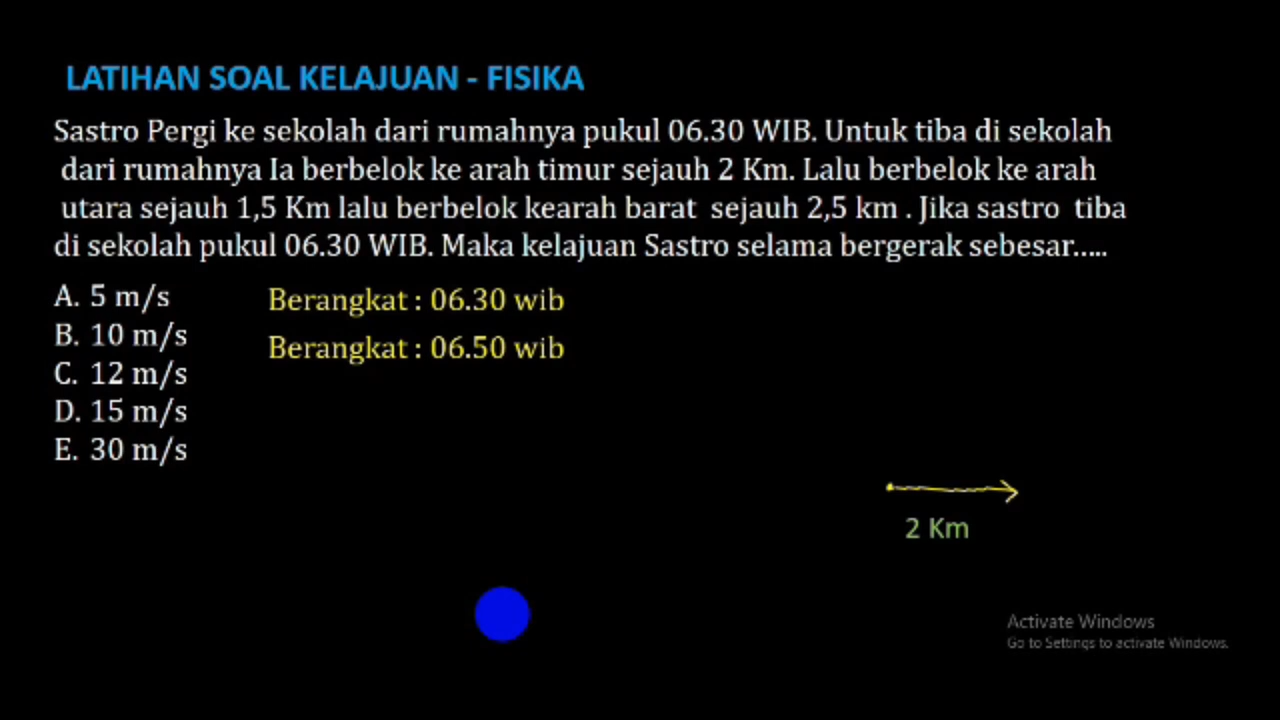 LATIHAN SOAL KELAJUAN - FISIKA
Sastro Pergi ke sekolah dari rumahnya pukul 06.30 WIB. Untuk tiba di sekolah
dari rumahnya Ia berbelok ke arah timur sejauh 2 Km. Lalu berbelok ke arah
utara sejauh 1,5 Km lalu berbelok kearah barat sejauh 2,5 km . Jika sastro tiba
di sekolah pukul 06.30 WIB. Maka kelajuan Sastro selama bergerak sebesar.....
A. 5 m/s
B. 10 m/s
C. 12 m/s
D. 15 m/s
E. 30 m/s
Berangkat : 06.30 wib
Berangkat : 06.50 wib
2 Km
Activate Windows
Go to Settings to activate Windows.